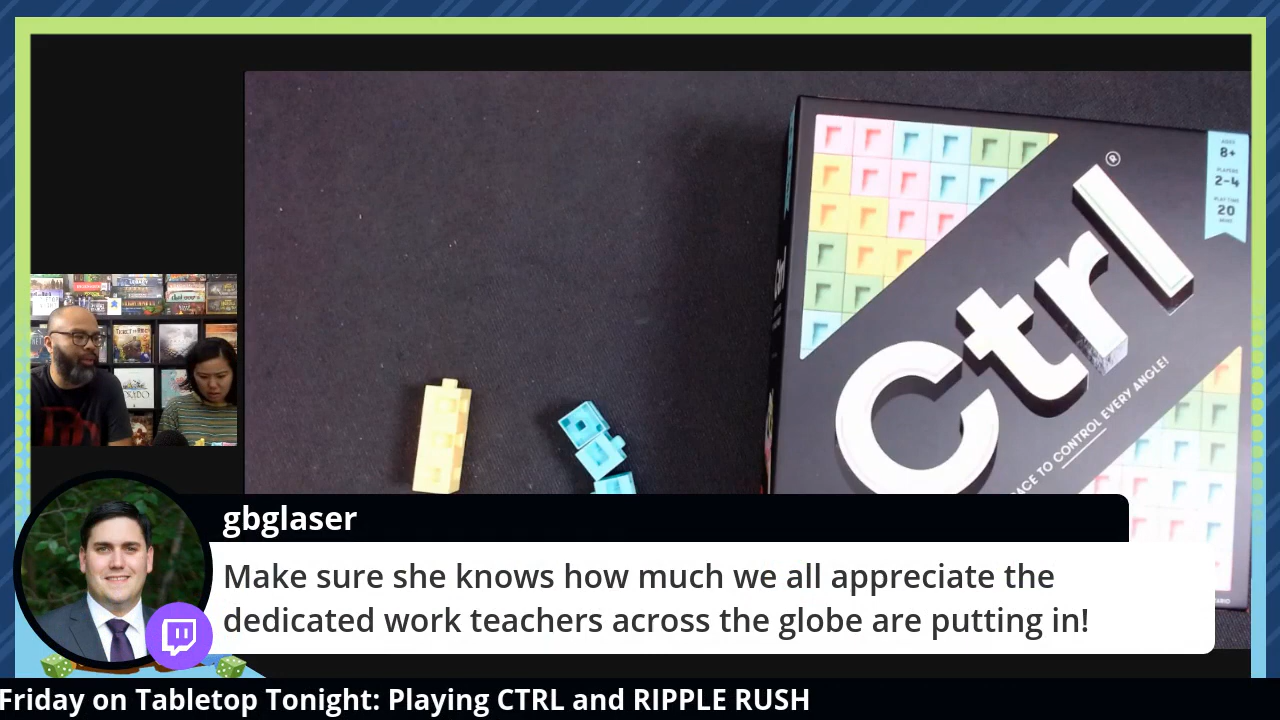 AGES
8+
PLAYERS
2-4
PLAY TIME
20
MINS
®
Ctrl
ACE TO CONTROL EVERY ANGLE!
gbglaser
Make sure she knows how much we all appreciate the
dedicated work teachers across the globe are putting in!
Friday on Tabletop Tonight: Playing CTRL and RIPPLE RUSH